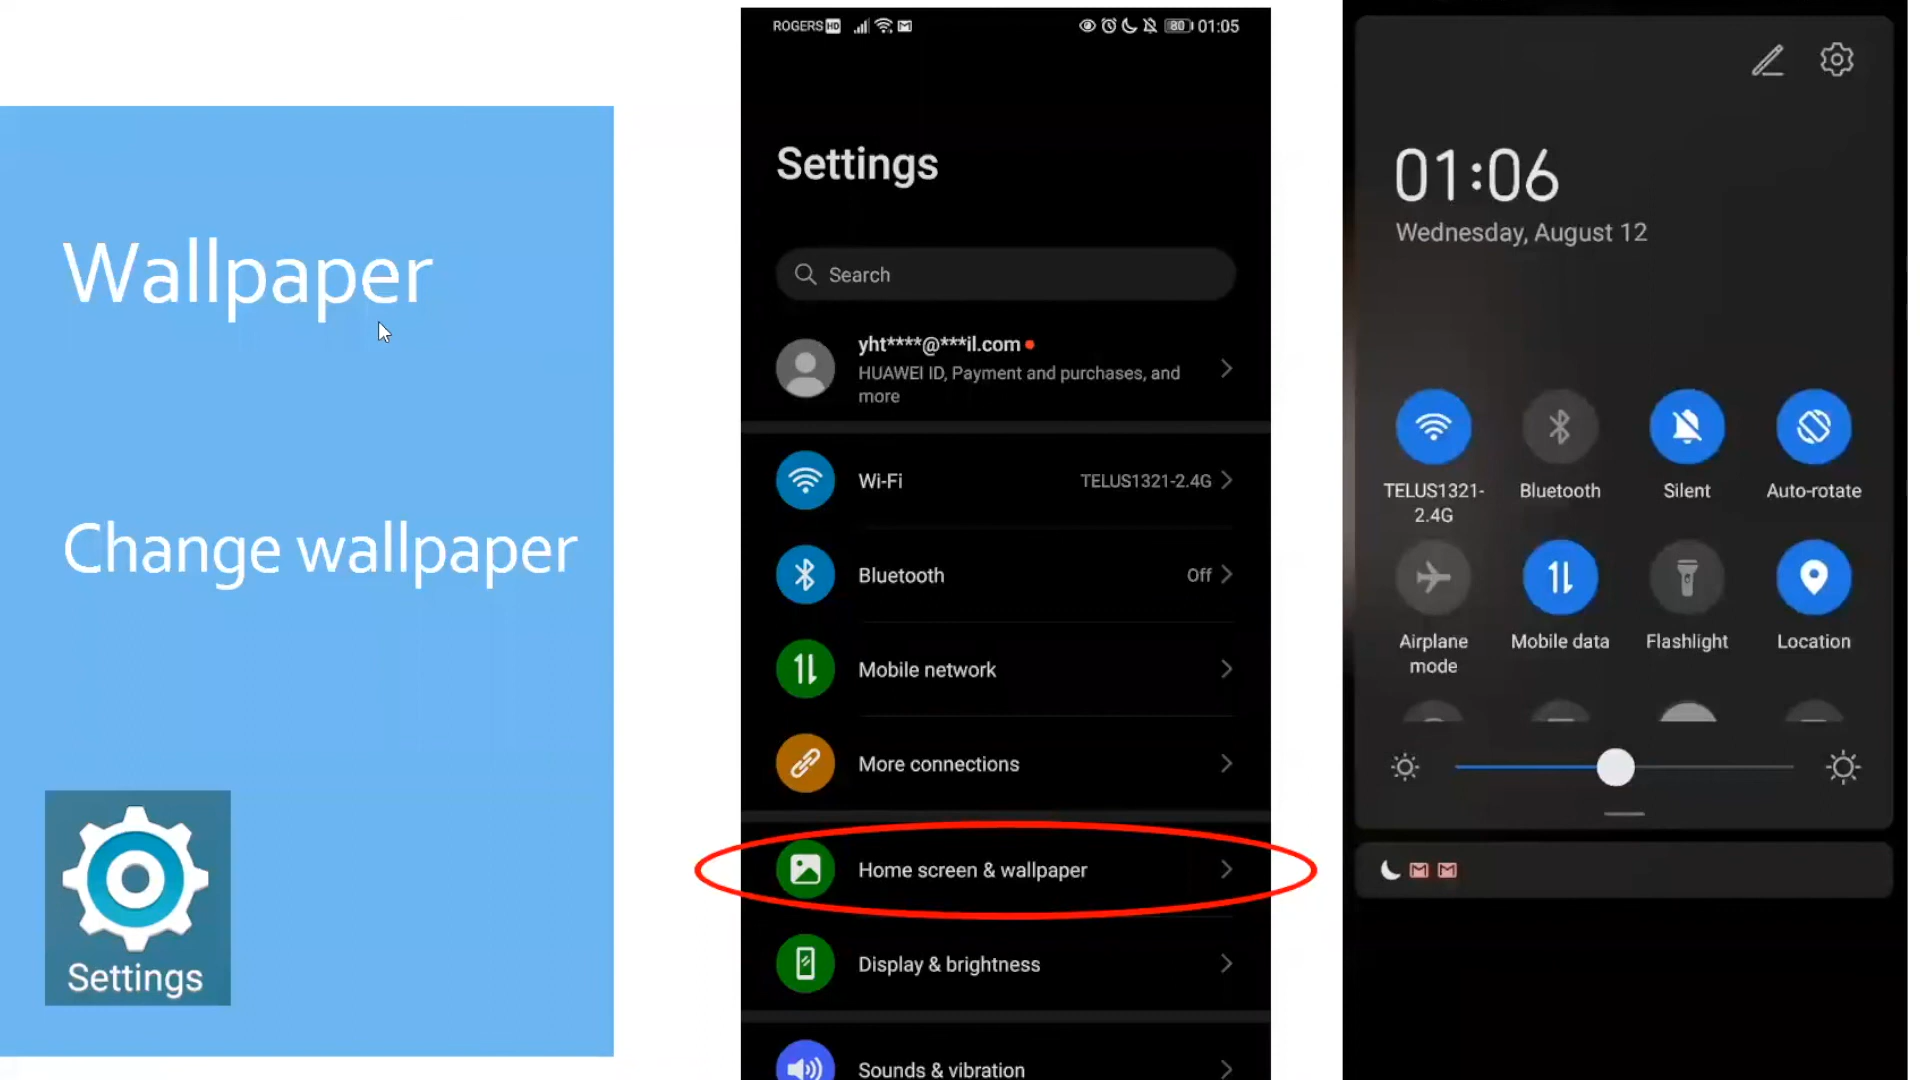 Wallpaper
Change wallpaper
Settings
ROGERS HD
80 01:05
Settings
Search
yht****@***il.com
HUAWEI ID, Payment and purchases, and
more
Wi-Fi TELUS1321-2.4G
Bluetooth Off
Mobile network
More connections
Home screen & wallpaper
Display & brightness
Sounds & vibration
01:06
Wednesday, August 12
TELUS1321-
2.4G
Bluetooth
Silent
Auto-rotate
Airplane
mode
Mobile data
Flashlight
Location